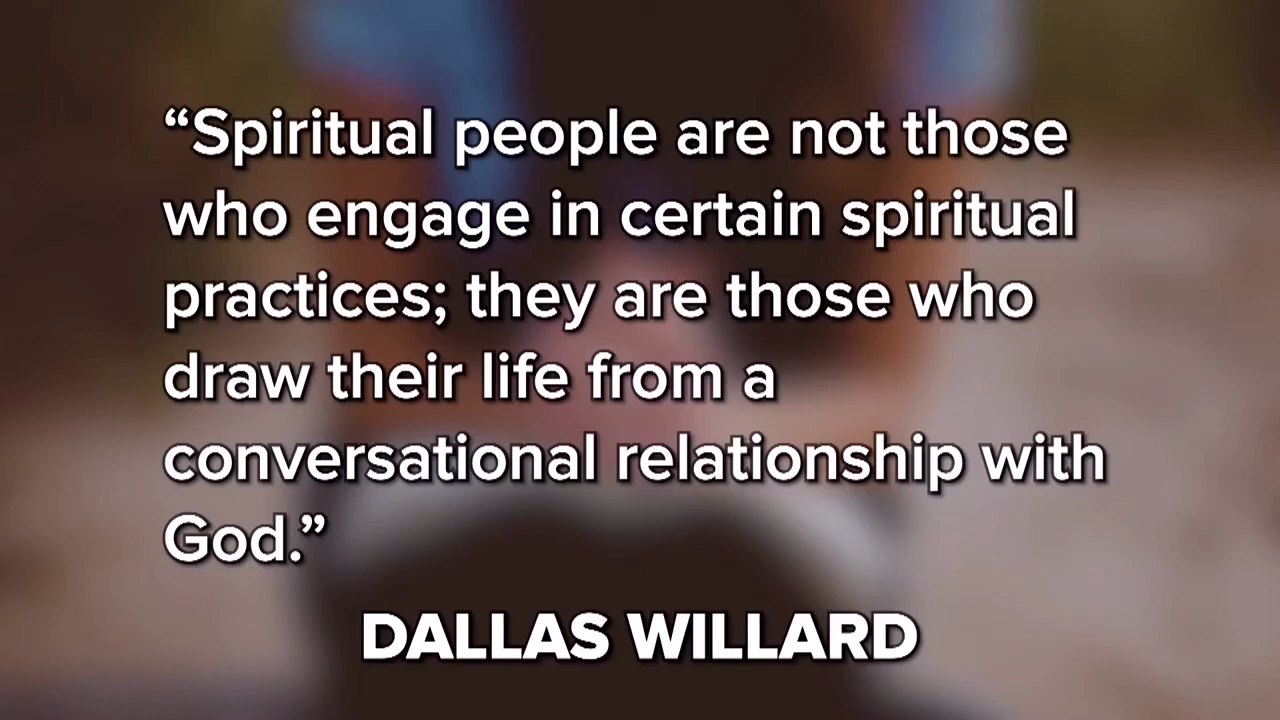 “Spiritual people are not those
who engage in certain spiritual
practices; they are those who
draw their life from a
conversational relationship with
God.”
DALLAS WILLARD